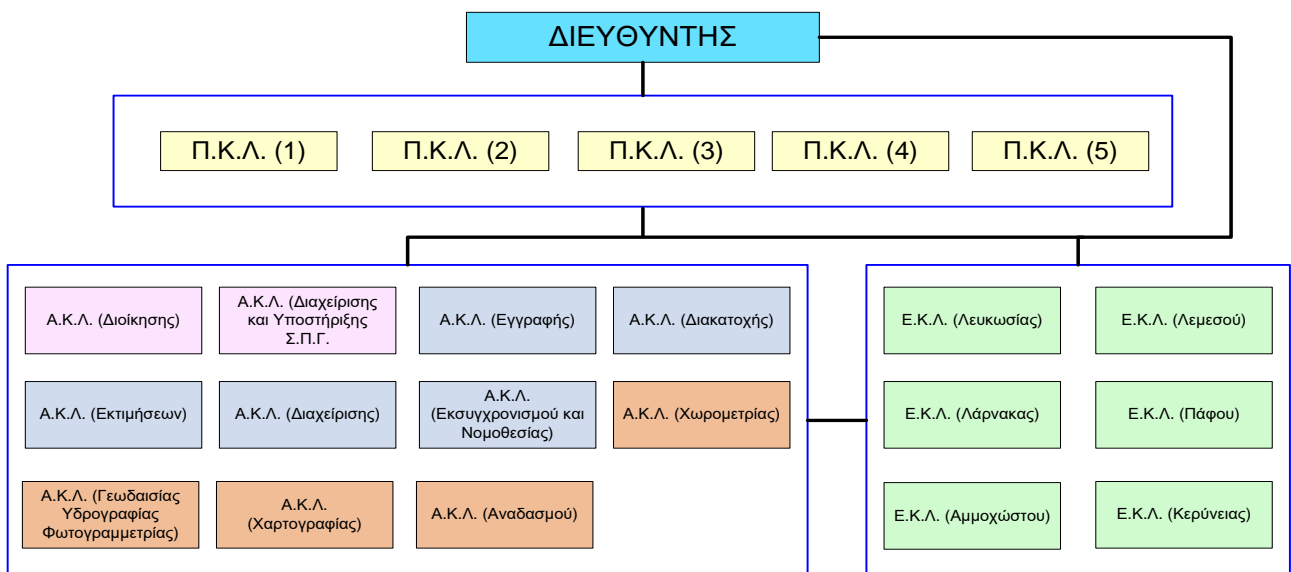 ΔΙΕΥΘΥΝΤΗΣ
Π.Κ.Λ. (1)
Π.Κ.Λ. (2)
Π.Κ.Λ. (3)
Π.Κ.Λ. (4)
Π.Κ.Λ. (5)
Α.Κ.Λ. (Διοίκησης)
Α.Κ.Λ. (Διαχείρισης
και Υποστήριξης
Σ.Π.Γ.
Α.Κ.Λ. (Εγγραφής)
Α.Κ.Λ. (Διακατοχής)
Α.Κ.Λ. (Εκτιμήσεων)
Α.Κ.Λ. (Διαχείρισης)
Α.Κ.Λ.
(Εκσυγχρονισμού και
Νομοθεσίας)
Α.Κ.Λ. (Χωρομετρίας)
Α.Κ.Λ. (Γεωδαισίας
Υδρογραφίας
Φωτογραμμετρίας)
Α.Κ.Λ.
(Χαρτογραφίας)
Α.Κ.Λ. (Αναδασμού)
Ε.Κ.Λ. (Λευκωσίας)
Ε.Κ.Λ. (Λεμεσού)
Ε.Κ.Λ. (Λάρνακας)
Ε.Κ.Λ. (Πάφου)
Ε.Κ.Λ. (Αμμοχώστου)
Ε.Κ.Λ. (Κερύνειας)